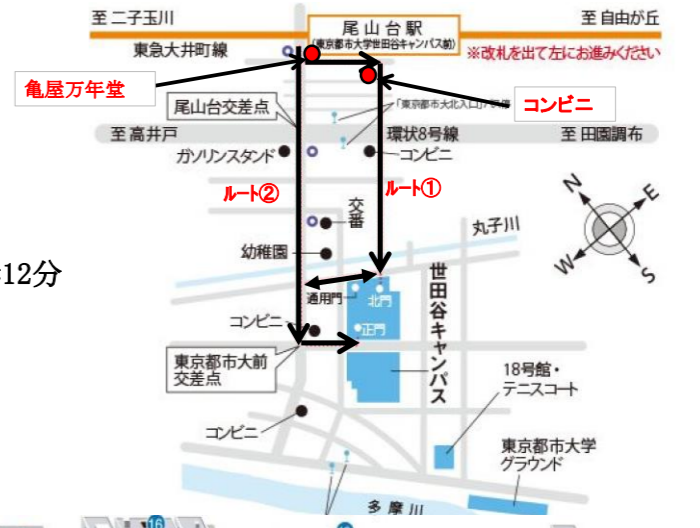 至二子玉川
尾山台駅
(東京都市大学世田谷キャンパス前)
至自由が丘
東急大井町線
※改札を出て左にお進みください
亀屋万年堂
コンビニ
尾山台交差点
「東京都市大北入口」
至高井戸
環状8号線
至田園調布
ガソリンスタンド
コンビニ
ルート②
ルート①
交番
N
E
W
S
丸子川
幼稚園
12分
通用門
北門
世田谷キャンパス
コンビニ
正門
東京都市大前
交差点
18号館・
テニスコート
コンビニ
東京都市大学
グラウンド
多摩川
16